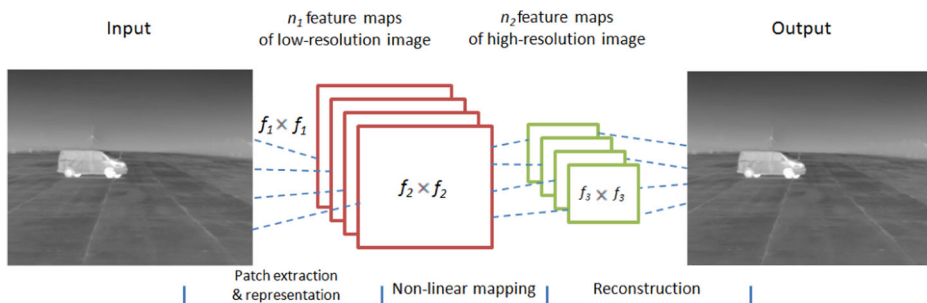 Input
n₁ feature maps
of low-resolution image
n₂ feature maps
of high-resolution image
Output
f₁ × f₁
f₂ × f₂
f₃ × f₃
Patch extraction
& representation
Non-linear mapping
Reconstruction